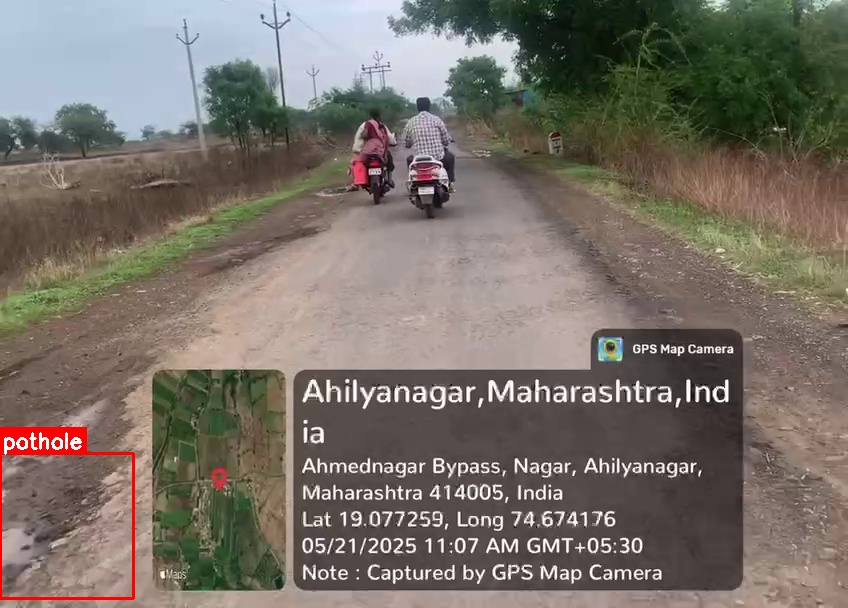 pothole
GPS Map Camera
Ahilyanagar,Maharashtra,Ind
ia
Ahmednagar Bypass, Nagar, Ahilyanagar,
Maharashtra 414005, India
Lat 19.077259, Long 74.674176
05/21/2025 11:07 AM GMT+05:30
Note : Captured by GPS Map Camera
Maps